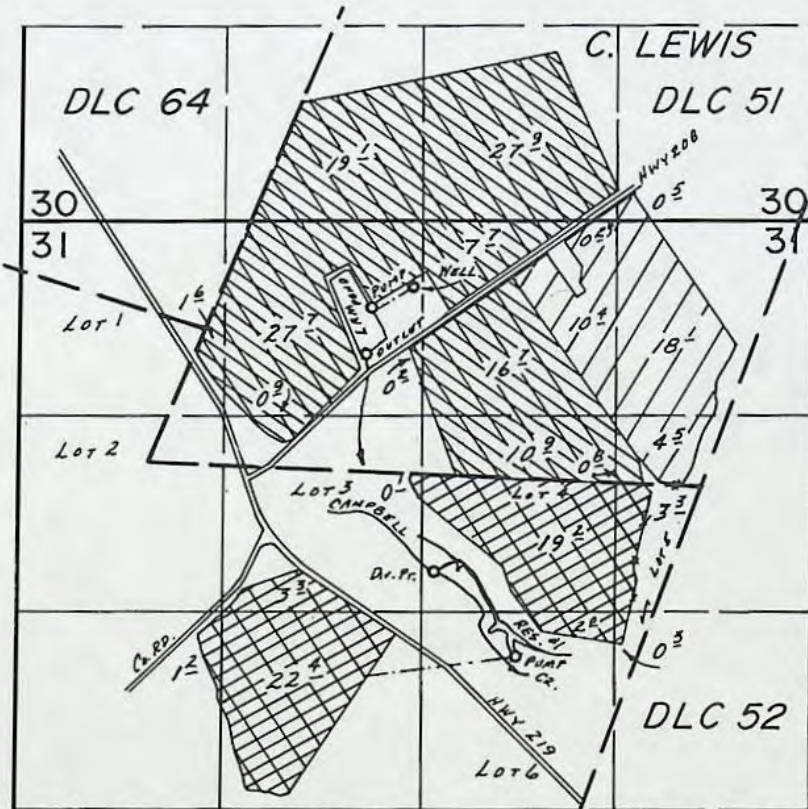 C. LEWIS
DLC 64
DLC 51
19.1
27.9
HWY 208
0.5
30
30
31
31
7.7
0.5
PUMP
WELL
1.6
LOT 1
27.7
OUTLET
10.4
18.1
16.7
0.9
0.2
LOT 2
10.9
0.8
4.5
LOT 3
0.1
LOT 4
3.3
CAMPBELL
19.2
LOT 5
DIV. PT.
3.3
RES. #1
CO. RD.
1.2
PUMP
CR.
0.3
22.4
HWY 219
DLC 52
LOT 6